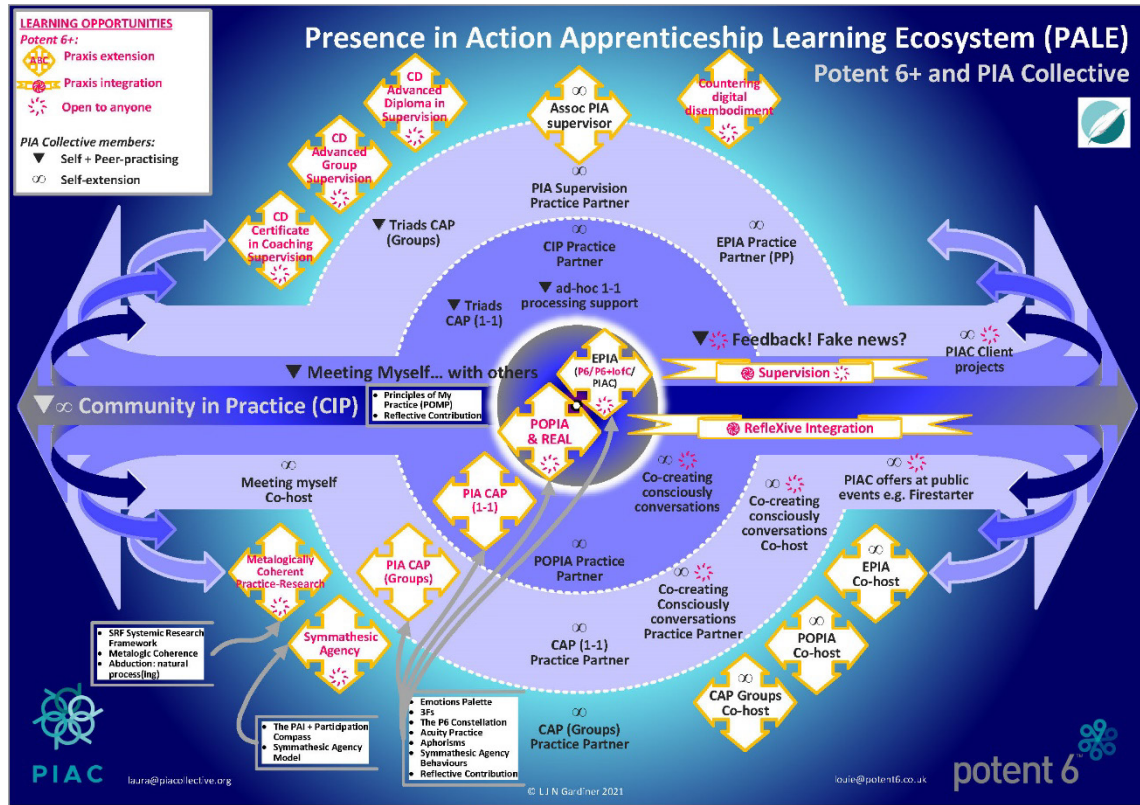 LEARNING OPPORTUNITIES
Potent 6+:
ABC
Praxis extension
Praxis integration
Open to anyone
PIA Collective members:
▼ Self + Peer-practising
∞ Self-extension
Presence in Action Apprenticeship Learning Ecosystem (PALE)
Potent 6+ and PIA Collective
CD
Advanced
Diploma in
Supervision
∞
Assoc PIA
supervisor
Countering
digital
disembodiment
CD
Advanced
Group
Supervision
CD
Certificate
in Coaching
Supervision
∞
PIA Supervision
Practice Partner
▼ Triads CAP
(Groups)
∞
CIP Practice
Partner
∞
EPIA Practice
Partner (PP)
▼ ad-hoc 1-1
processing support
▼ Triads
CAP (1-1)
▼ Feedback! Fake news?
∞
PIAC Client
projects
EPIA
(P6/ P6+IofC/
PIAC)
Supervision
▼ Meeting Myself... with others
▼ ∞ Community in Practice (CIP)
• Principles of My
Practice (POMP)
• Reflective Contribution
POPIA
& REAL
RefleXive Integration
∞
Meeting myself
Co-host
∞
Co-creating
consciously
conversations
∞
PIAC offers at public
events e.g. Firestarter
∞
Co-creating
consciously
conversations
Co-host
PIA CAP
(1-1)
∞
POPIA Practice
Partner
Metalogically
Coherent
Practice-Research
PIA CAP
(Groups)
∞
Co-creating
Consciously
conversations
Practice Partner
∞
EPIA
Co-host
∞
POPIA
Co-host
∞
CAP Groups
Co-host
Symmathesic
Agency
∞
CAP (1-1)
Practice Partner
• SRF Systemic Research
Framework
• Metalogic Coherence
• Abduction: natural
process(ing)
• The PAI + Participation
Compass
• Symmathesic Agency
Model
• Emotions Palette
• 3Fs
• The P6 Constellation
• Acuity Practice
• Aphorisms
• Symmathesic Agency
Behaviours
• Reflective Contribution
∞
CAP (Groups)
Practice Partner
PIAC
laura@piacollective.org
© L J N Gardiner 2021
louie@potent6.co.uk
potent 6™